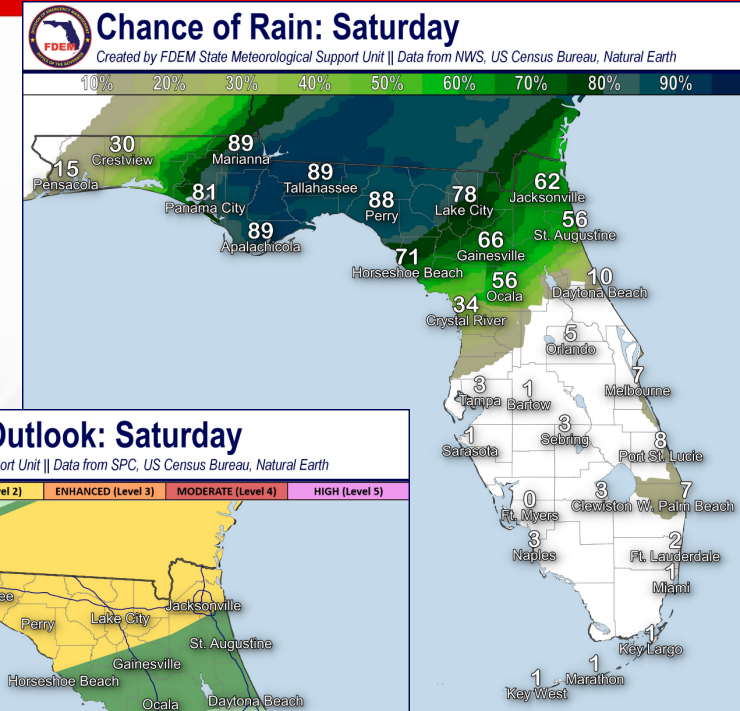 Chance of Rain: Saturday
FDEM
Created by FDEM State Meteorological Support Unit || Data from NWS, US Census Bureau, Natural Earth
10% 20% 30% 40% 50% 60% 70% 80% 90%
15
Pensacola
30
Crestview
89
Marianna
81
Panama City
89
Tallahassee
89
Apalachicola
88
Perry
78
Lake City
62
Jacksonville
56
St. Augustine
66
Gainesville
71
Horseshoe Beach
56
Ocala
10
Daytona Beach
34
Crystal River
5
Orlando
7
Melbourne
3
Tampa
1
Bartow
3
Sebring
1
Sarasota
8
Port St. Lucie
0
Ft. Myers
3
Clewiston
7
W. Palm Beach
3
Naples
2
Ft. Lauderdale
1
Miami
1
Key Largo
1
Marathon
1
Key West
Outlook: Saturday
ort Unit || Data from SPC, US Census Bureau, Natural Earth
el 2) ENHANCED (Level 3) MODERATE (Level 4) HIGH (Level 5)
ee
Perry
Lake City
Jacksonville
St. Augustine
Gainesville
Horseshoe Beach
Ocala
Daytona Beach